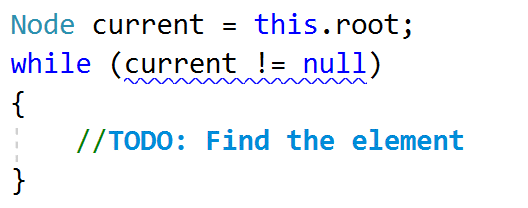 Node current = this.root;
while (current != null)
{
//TODO: Find the element
}